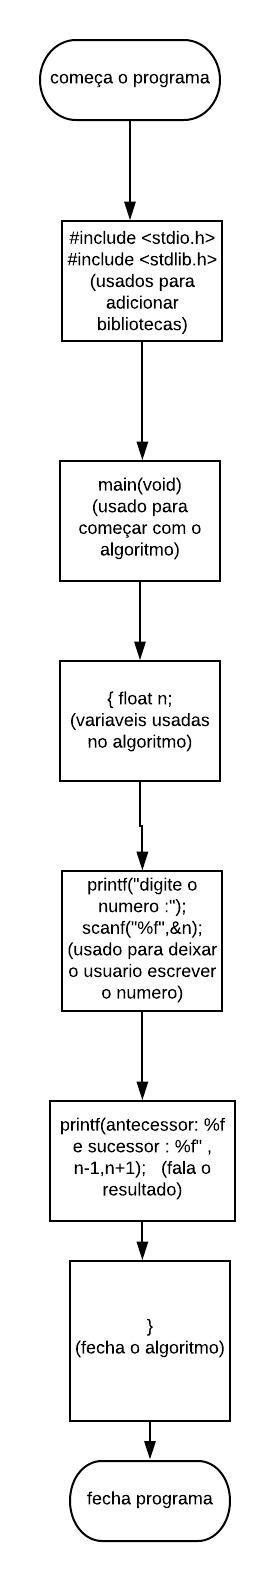 começa o programa
#include <stdio.h>
#include <stdlib.h>
(usados para
adicionar
bibliotecas)
main(void)
(usado para
começar com o
algoritmo)
{ float n;
(variaveis usadas
no algoritmo)
printf("digite o
numero :");
scanf("%f",&n);
(usado para deixar
o usuario escrever
o numero)
printf(antecessor: %f
e sucessor : %f" ,
n-1,n+1);   (fala o
resultado)
}
(fecha o algoritmo)
fecha programa